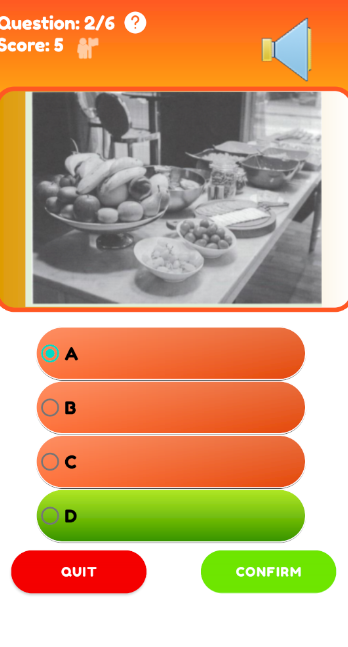 Question: 2/6
Score: 5
A
B
C
D
QUIT
CONFIRM